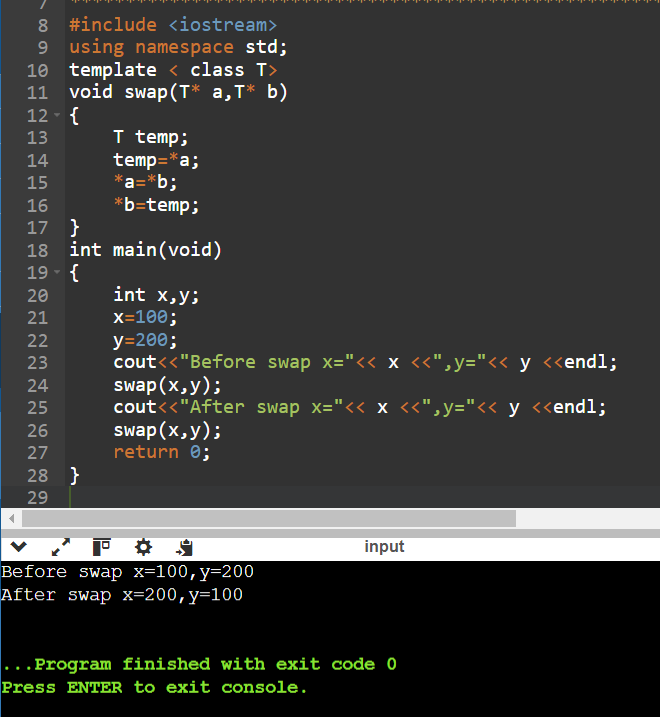 7 ******************************************************
8 #include <iostream>
9 using namespace std;
10 template < class T>
11 void swap(T* a,T* b)
12 {
13     T temp;
14     temp=*a;
15     *a=*b;
16     *b=temp;
17 }
18 int main(void)
19 {
20     int x,y;
21     x=100;
22     y=200;
23     cout<<"Before swap x="<< x <<",y="<< y <<endl;
24     swap(x,y);
25     cout<<"After swap x="<< x <<",y="<< y <<endl;
26     swap(x,y);
27     return 0;
28 }
29
input
Before swap x=100,y=200
After swap x=200,y=100
...Program finished with exit code 0
Press ENTER to exit console.